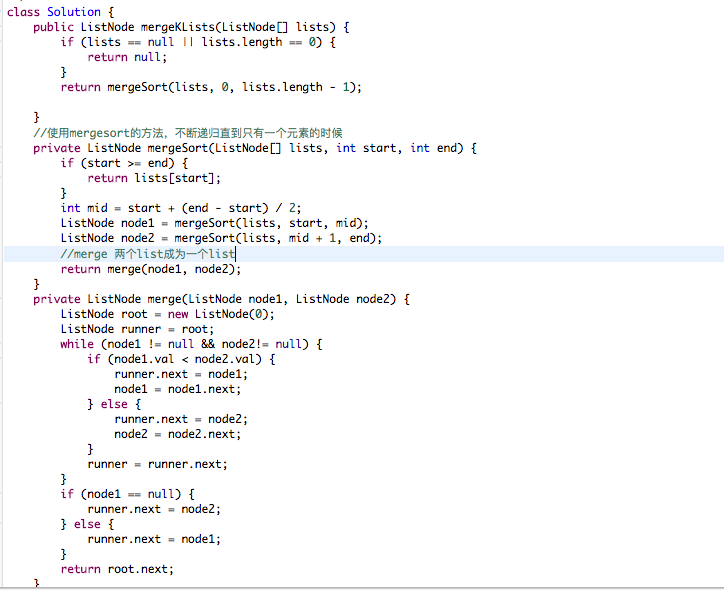 class Solution {
    public ListNode mergeKLists(ListNode[] lists) {
        if (lists == null || lists.length == 0) {
            return null;
        }
        return mergeSort(lists, 0, lists.length - 1);

    }
    //使用mergesort的方法，不断递归直到只有一个元素的时候
    private ListNode mergeSort(ListNode[] lists, int start, int end) {
        if (start >= end) {
            return lists[start];
        }
        int mid = start + (end - start) / 2;
        ListNode node1 = mergeSort(lists, start, mid);
        ListNode node2 = mergeSort(lists, mid + 1, end);
        //merge 两个list成为一个list
        return merge(node1, node2);
    }
    private ListNode merge(ListNode node1, ListNode node2) {
        ListNode root = new ListNode(0);
        ListNode runner = root;
        while (node1 != null && node2!= null) {
            if (node1.val < node2.val) {
                runner.next = node1;
                node1 = node1.next;
            } else {
                runner.next = node2;
                node2 = node2.next;
            }
            runner = runner.next;
        }
        if (node1 == null) {
            runner.next = node2;
        } else {
            runner.next = node1;
        }
        return root.next;
    }